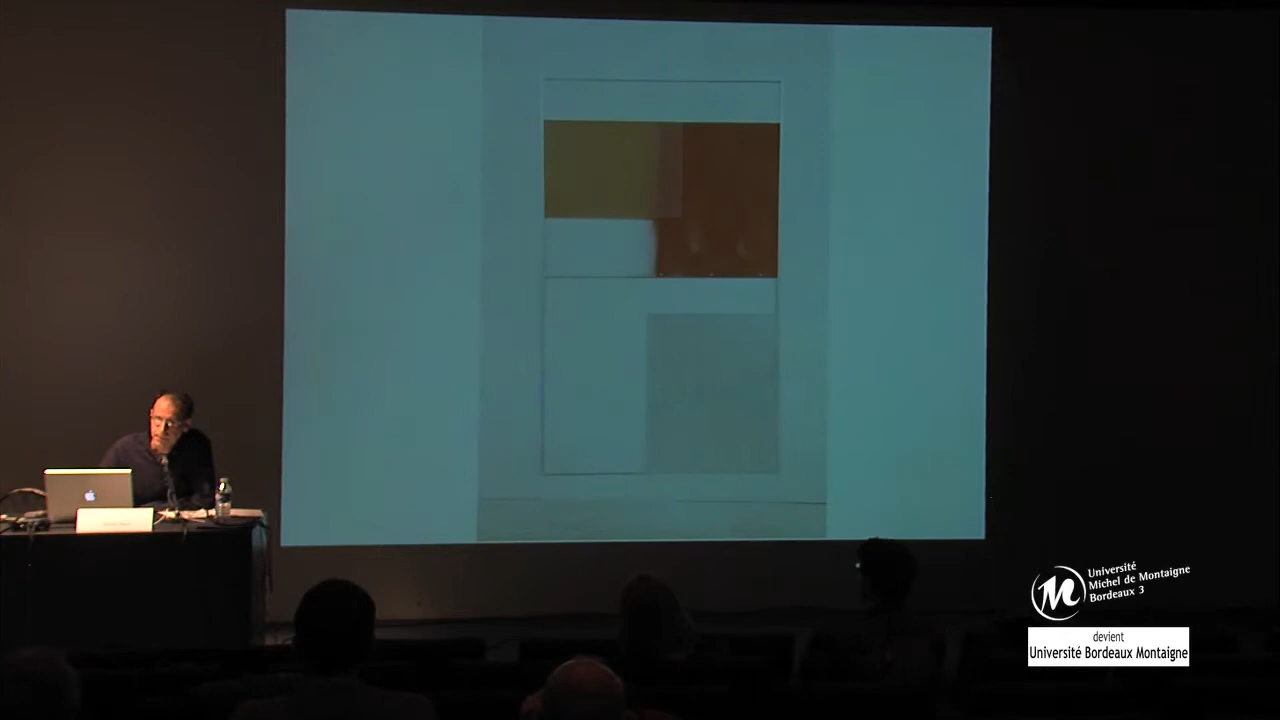 Université
Michel de Montaigne
Bordeaux 3
devient
Université Bordeaux Montaigne